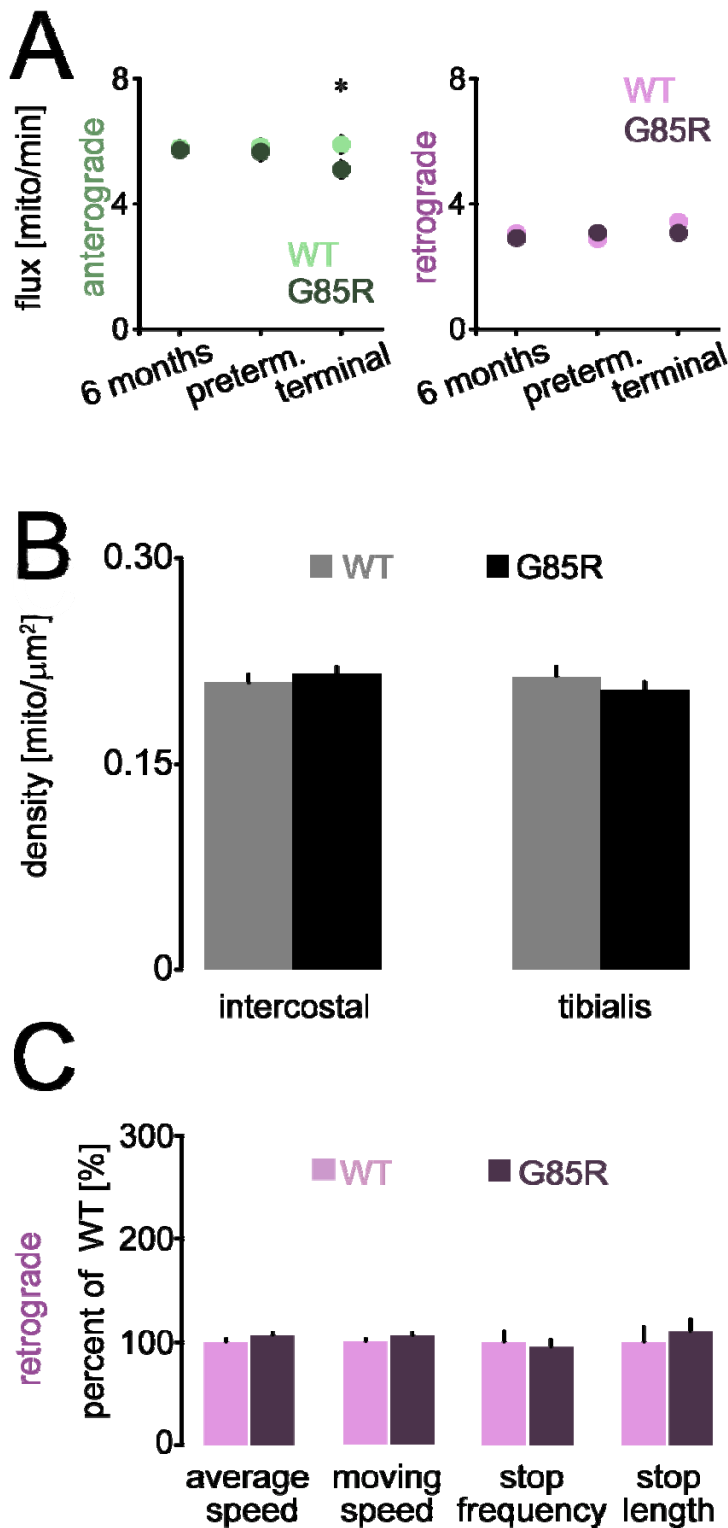 A
flux [mito/min]
anterograde
8
4
0
*
WT
G85R
6 months
preterm.
terminal
retrograde
8
4
0
WT
G85R
6 months
preterm.
terminal
B
density [mito/μm²]
0.30
0.15
0
WT
G85R
intercostal
tibialis
C
retrograde
percent of WT [%]
300
200
100
0
WT
G85R
average
speed
moving
speed
stop
frequency
stop
length